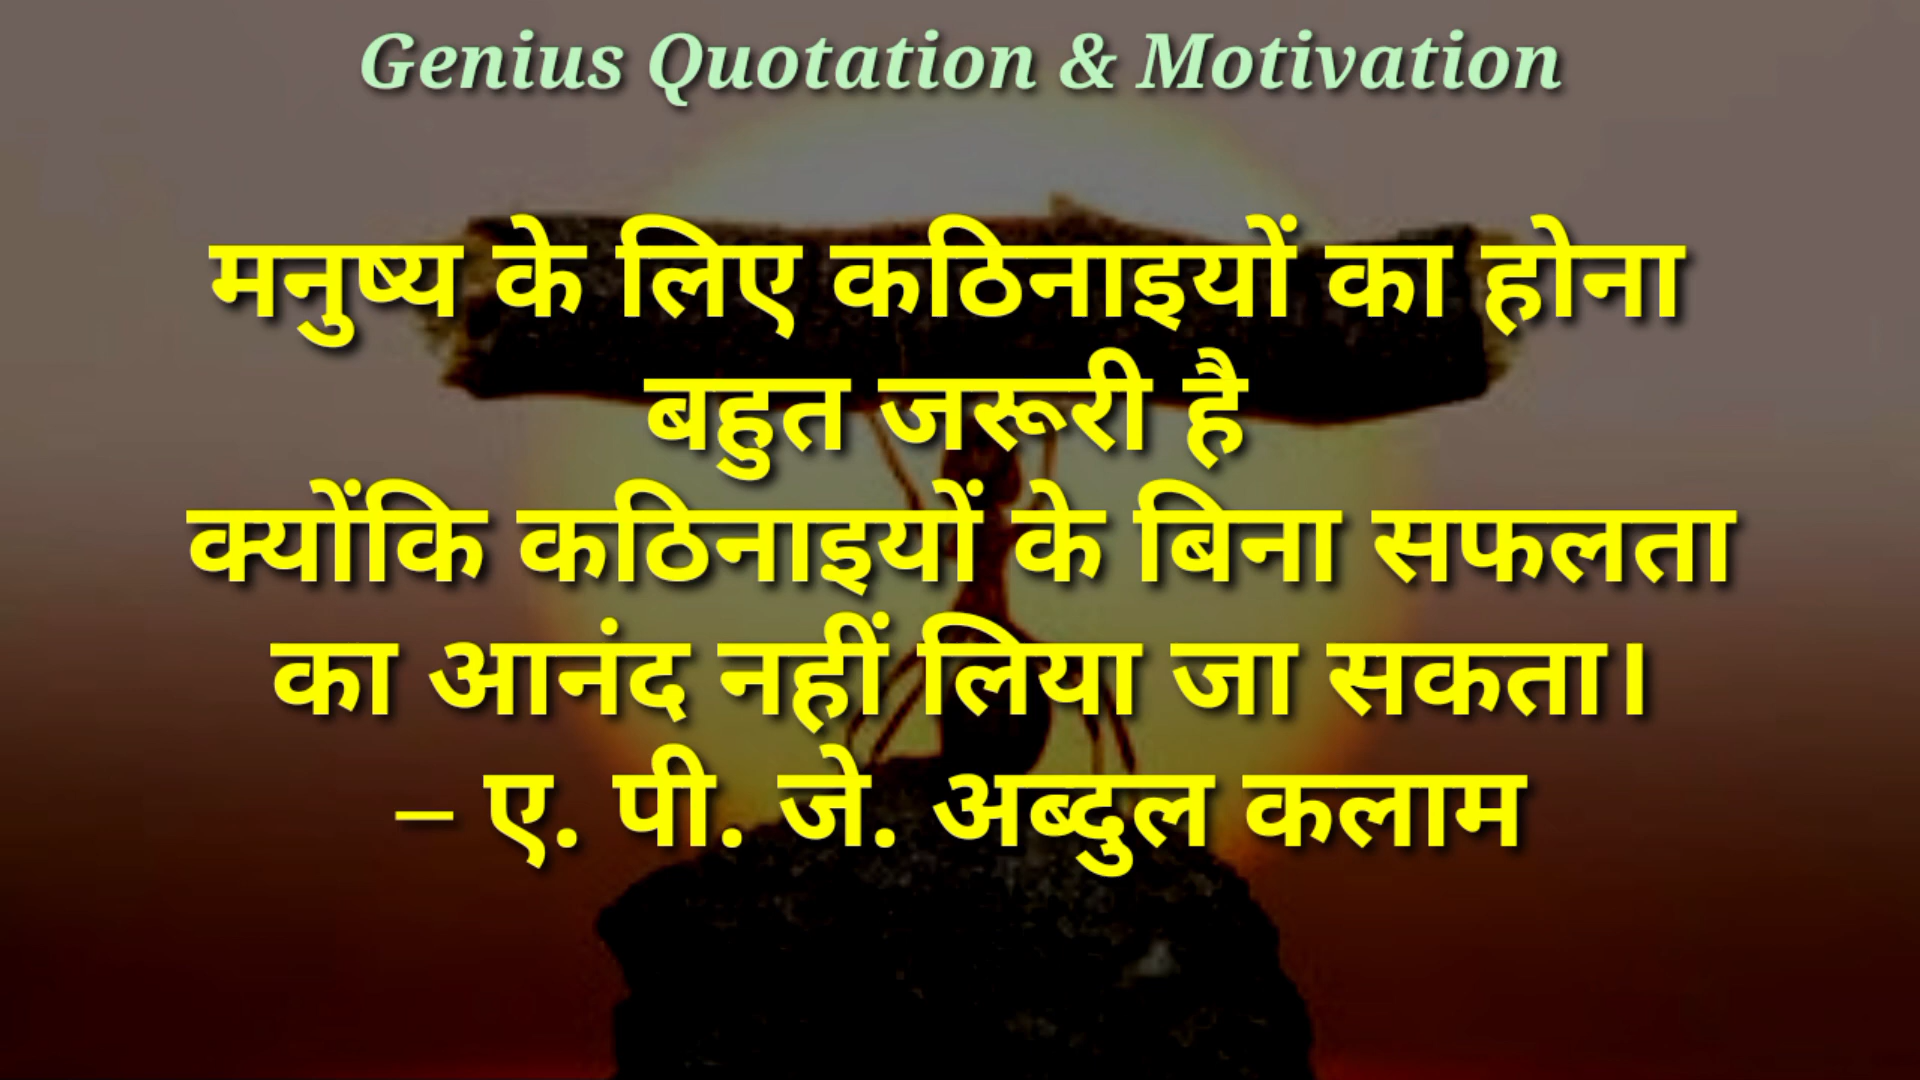 Genius Quotation & Motivation
मनुष्य के लिए कठिनाइयों का होना
बहुत जरूरी है
क्योंकि कठिनाइयों के बिना सफलता
का आनंद नहीं लिया जा सकता।
– ए. पी. जे. अब्दुल कलाम